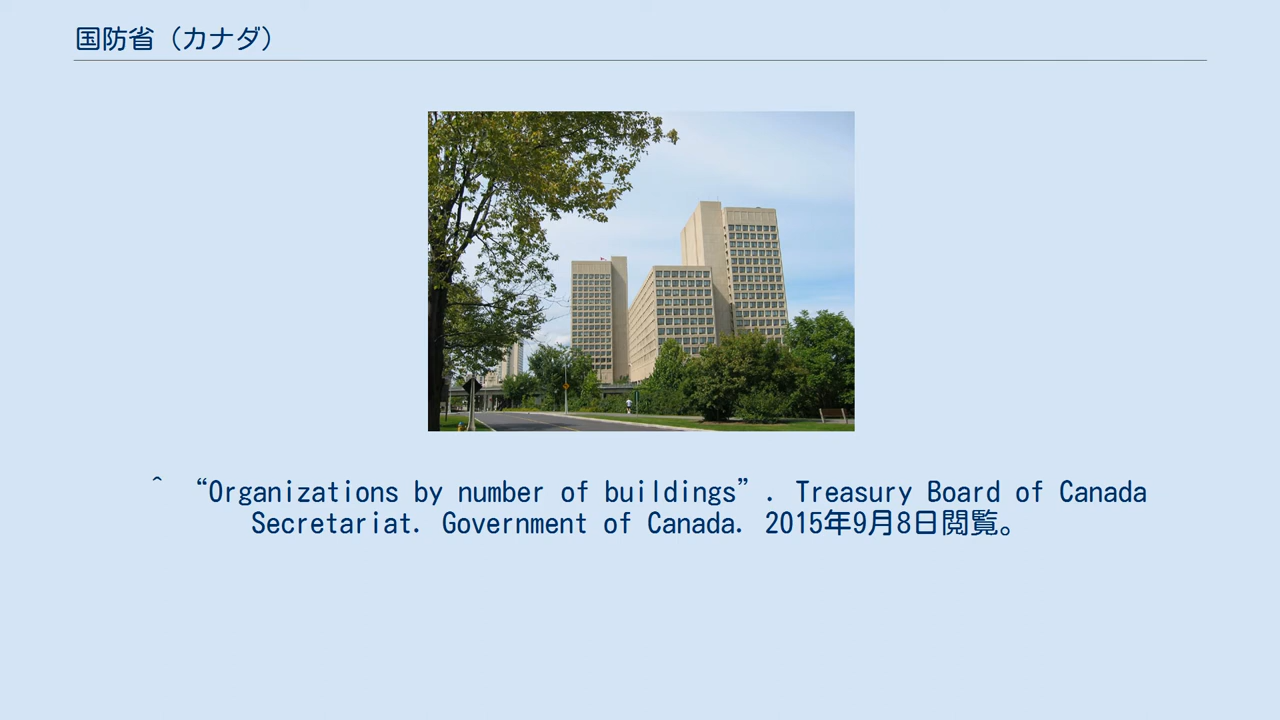 国防省（カナダ）
^ “Organizations by number of buildings”. Treasury Board of Canada
Secretariat. Government of Canada. 2015年9月8日閲覧。